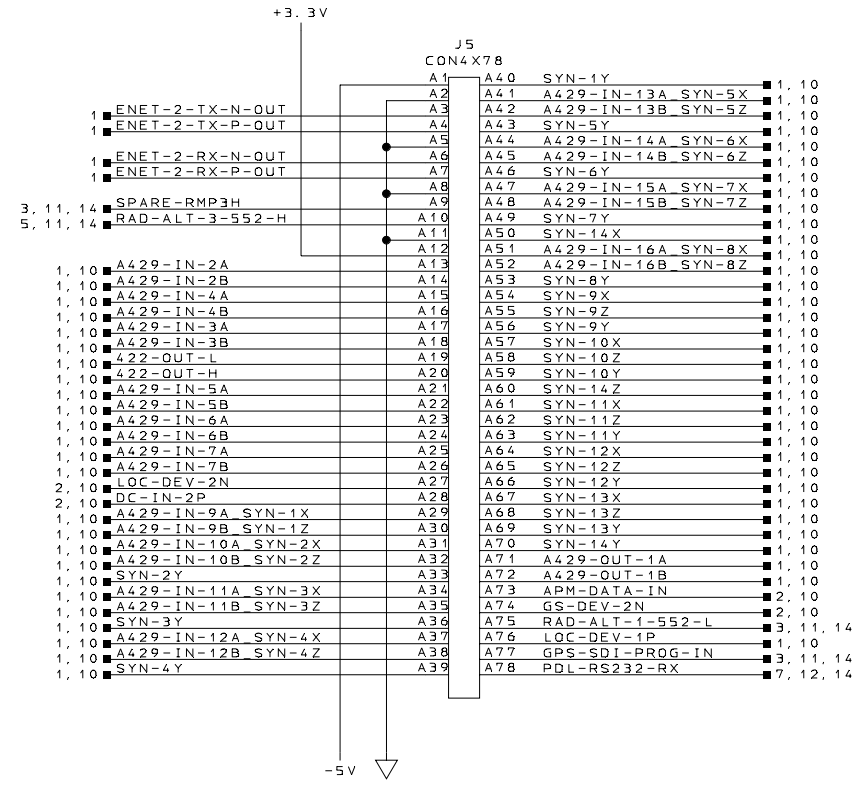 +3.3V
J5
CON4X78
A1 A40 SYN-1Y 1, 10
A2 A41 A429-IN-13A_SYN-5X 1, 10
1 ENET-2-TX-N-OUT A3 A42 A429-IN-13B_SYN-5Z 1, 10
1 ENET-2-TX-P-OUT A4 A43 SYN-5Y 1, 10
A5 A44 A429-IN-14A_SYN-6X 1, 10
1 ENET-2-RX-N-OUT A6 A45 A429-IN-14B_SYN-6Z 1, 10
1 ENET-2-RX-P-OUT A7 A46 SYN-6Y 1, 10
A8 A47 A429-IN-15A_SYN-7X 1, 10
3, 11, 14 SPARE-RMP3H A9 A48 A429-IN-15B_SYN-7Z 1, 10
5, 11, 14 RAD-ALT-3-552-H A10 A49 SYN-7Y 1, 10
A11 A50 SYN-14X 1, 10
A12 A51 A429-IN-16A_SYN-8X 1, 10
1, 10 A429-IN-2A A13 A52 A429-IN-16B_SYN-8Z 1, 10
1, 10 A429-IN-2B A14 A53 SYN-8Y 1, 10
1, 10 A429-IN-4A A15 A54 SYN-9X 1, 10
1, 10 A429-IN-4B A16 A55 SYN-9Z 1, 10
1, 10 A429-IN-3A A17 A56 SYN-9Y 1, 10
1, 10 A429-IN-3B A18 A57 SYN-10X 1, 10
1, 10 422-OUT-L A19 A58 SYN-10Z 1, 10
1, 10 422-OUT-H A20 A59 SYN-10Y 1, 10
1, 10 A429-IN-5A A21 A60 SYN-14Z 1, 10
1, 10 A429-IN-5B A22 A61 SYN-11X 1, 10
1, 10 A429-IN-6A A23 A62 SYN-11Z 1, 10
1, 10 A429-IN-6B A24 A63 SYN-11Y 1, 10
1, 10 A429-IN-7A A25 A64 SYN-12X 1, 10
1, 10 A429-IN-7B A26 A65 SYN-12Z 1, 10
2, 10 LOC-DEV-2N A27 A66 SYN-12Y 1, 10
2, 10 DC-IN-2P A28 A67 SYN-13X 1, 10
1, 10 A429-IN-9A_SYN-1X A29 A68 SYN-13Z 1, 10
1, 10 A429-IN-9B_SYN-1Z A30 A69 SYN-13Y 1, 10
1, 10 A429-IN-10A_SYN-2X A31 A70 SYN-14Y 1, 10
1, 10 A429-IN-10B_SYN-2Z A32 A71 A429-OUT-1A 1, 10
1, 10 SYN-2Y A33 A72 A429-OUT-1B 1, 10
1, 10 A429-IN-11A_SYN-3X A34 A73 APM-DATA-IN 2, 10
1, 10 A429-IN-11B_SYN-3Z A35 A74 GS-DEV-2N 2, 10
1, 10 SYN-3Y A36 A75 RAD-ALT-1-552-L 3, 11, 14
1, 10 A429-IN-12A_SYN-4X A37 A76 LOC-DEV-1P 1, 10
1, 10 A429-IN-12B_SYN-4Z A38 A77 GPS-SDI-PROG-IN 3, 11, 14
1, 10 SYN-4Y A39 A78 PDL-RS232-RX 7, 12, 14
-5V